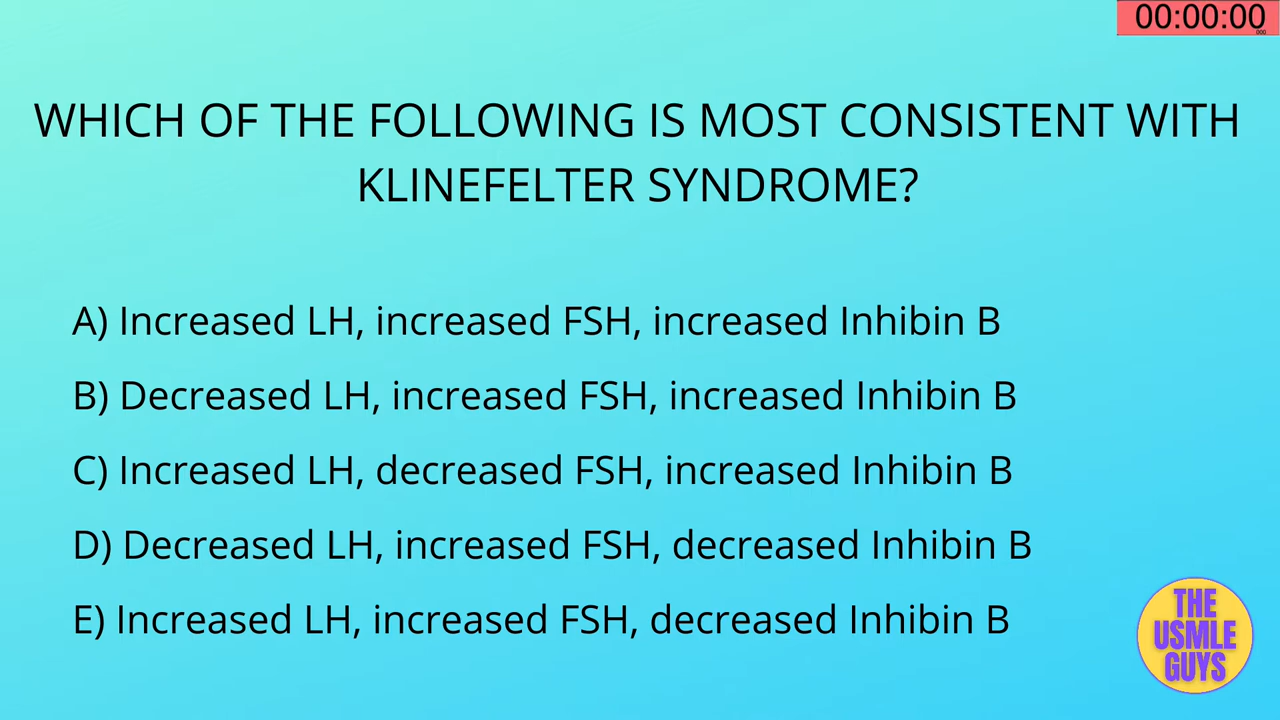 00:00:00
000
WHICH OF THE FOLLOWING IS MOST CONSISTENT WITH
KLINEFELTER SYNDROME?
A) Increased LH, increased FSH, increased Inhibin B
B) Decreased LH, increased FSH, increased Inhibin B
C) Increased LH, decreased FSH, increased Inhibin B
D) Decreased LH, increased FSH, decreased Inhibin B
E) Increased LH, increased FSH, decreased Inhibin B
THE
USMLE
GUYS